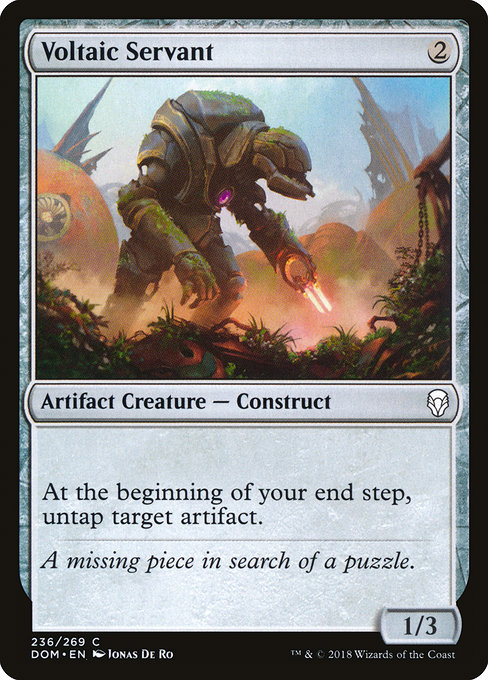 Voltaic Servant 2
Artifact Creature — Construct
At the beginning of your end step,
untap target artifact.
A missing piece in search of a puzzle.
1/3
236/269 C
DOM • EN Jonas De Ro
™ & © 2018 Wizards of the Coast